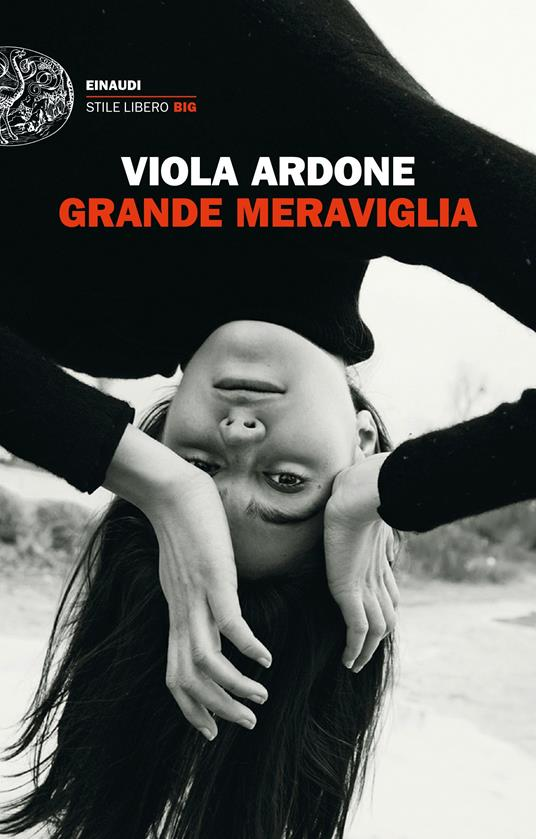 EINAUDI
STILE LIBERO BIG
VIOLA ARDONE
GRANDE MERAVIGLIA